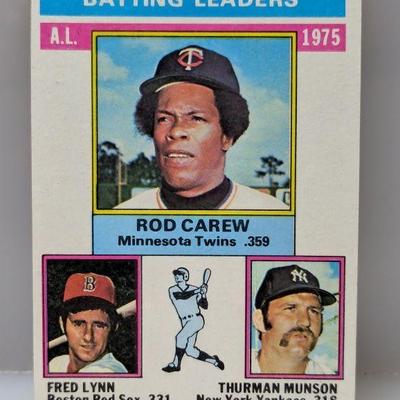 BATTING LEADERS
A.L. 1975
ROD CAREW
Minnesota Twins .359
FRED LYNN
Boston Red Sox .331
THURMAN MUNSON
New York Yankees .318